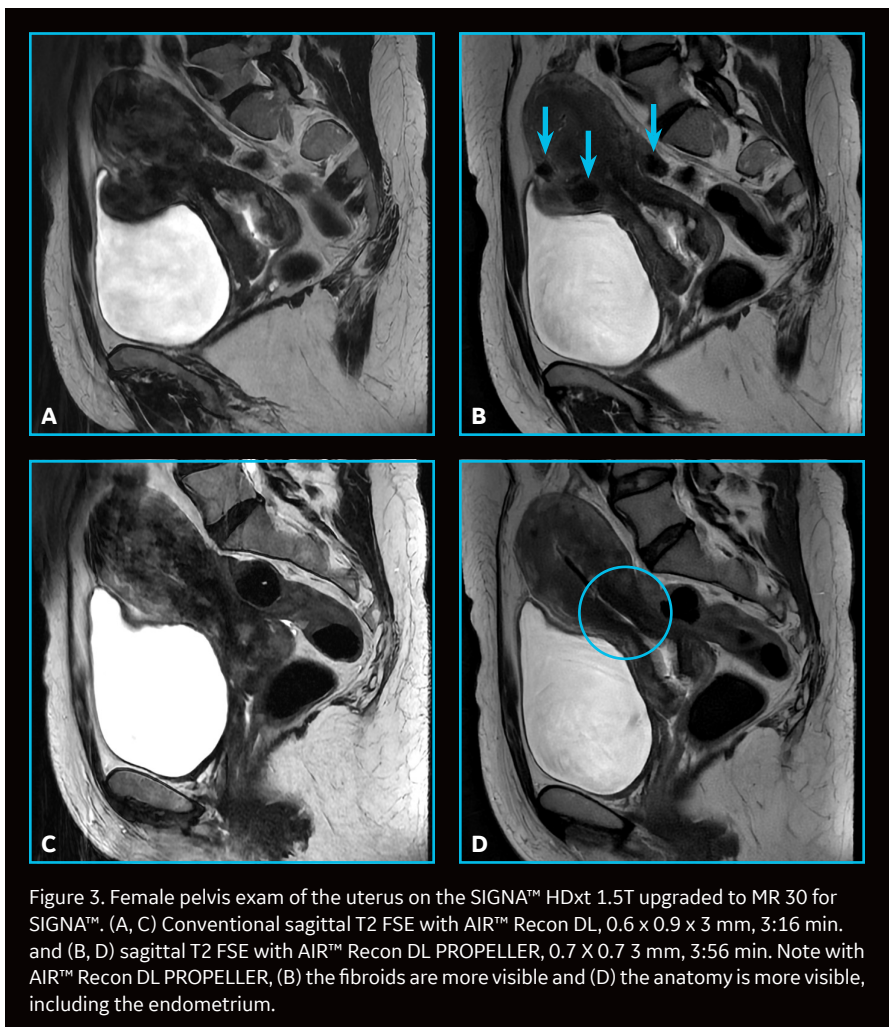 A
B
C
D
Figure 3. Female pelvis exam of the uterus on the SIGNA™ HDxt 1.5T upgraded to MR 30 for
SIGNA™. (A, C) Conventional sagittal T2 FSE with AIR™ Recon DL, 0.6 x 0.9 x 3 mm, 3:16 min.
and (B, D) sagittal T2 FSE with AIR™ Recon DL PROPELLER, 0.7 X 0.7 3 mm, 3:56 min. Note with
AIR™ Recon DL PROPELLER, (B) the fibroids are more visible and (D) the anatomy is more visible,
including the endometrium.